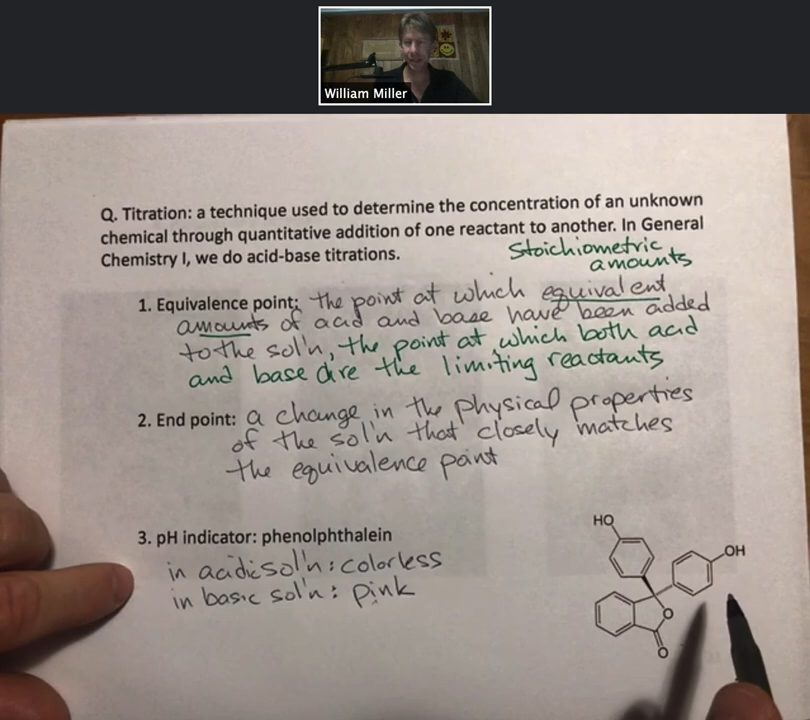 William Miller
Q. Titration: a technique used to determine the concentration of an unknown
chemical through quantitative addition of one reactant to another. In General
Chemistry I, we do acid-base titrations.
Stoichiometric
amounts
1. Equivalence point: the point at which equivalent
amounts of acid and base have been added
to the sol'n, the point at which both acid
and base are the limiting reactants
2. End point: a change in the physical properties
of the sol'n that closely matches
the equivalence point
3. pH indicator: phenolphthalein
in acidic sol'n: colorless
in basic sol'n: pink
HO
OH
O
O